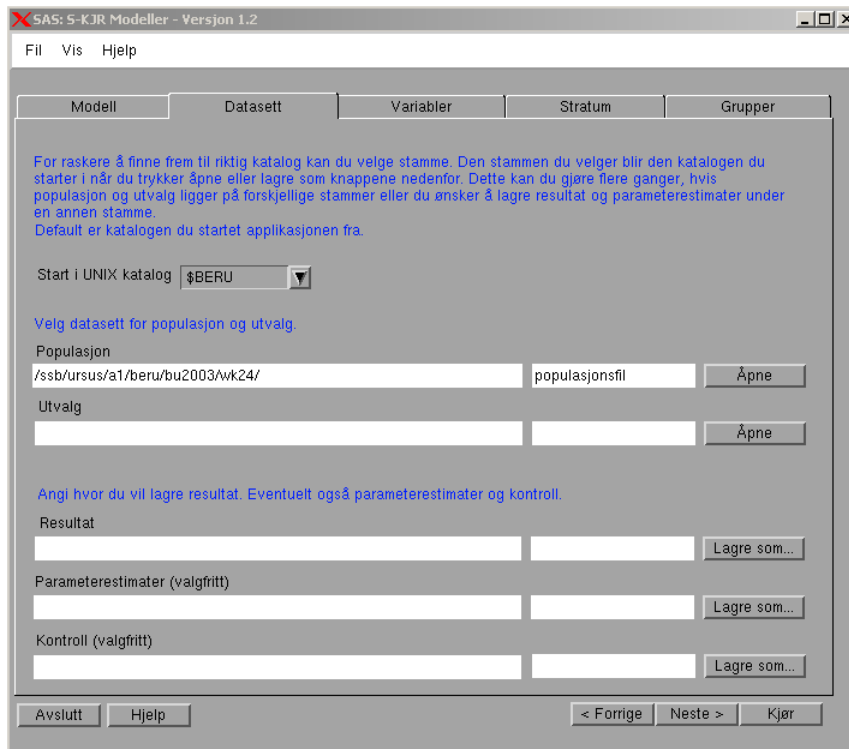 SAS: S-KJR Modeller - Versjon 1.2
Fil Vis Hjelp
Modell Datasett Variabler Stratum Grupper
For raskere å finne frem til riktig katalog kan du velge stamme. Den stammen du velger blir den katalogen du
starter i når du trykker åpne eller lagre som knappene nedenfor. Dette kan du gjøre flere ganger, hvis
populasjon og utvalg ligger på forskjellige stammer eller du ønsker å lagre resultat og parameterestimater under
en annen stamme.
Default er katalogen du startet applikasjonen fra.
Start i UNIX katalog $BERU
Velg datasett for populasjon og utvalg.
Populasjon
/ssb/ursus/a1/beru/bu2003/wk24/ populasjonsfil Åpne
Utvalg
Åpne
Angi hvor du vil lagre resultat. Eventuelt også parameterestimater og kontroll.
Resultat
Lagre som...
Parameterestimater (valgfritt)
Lagre som...
Kontroll (valgfritt)
Lagre som...
Avslutt Hjelp < Forrige Neste > Kjør